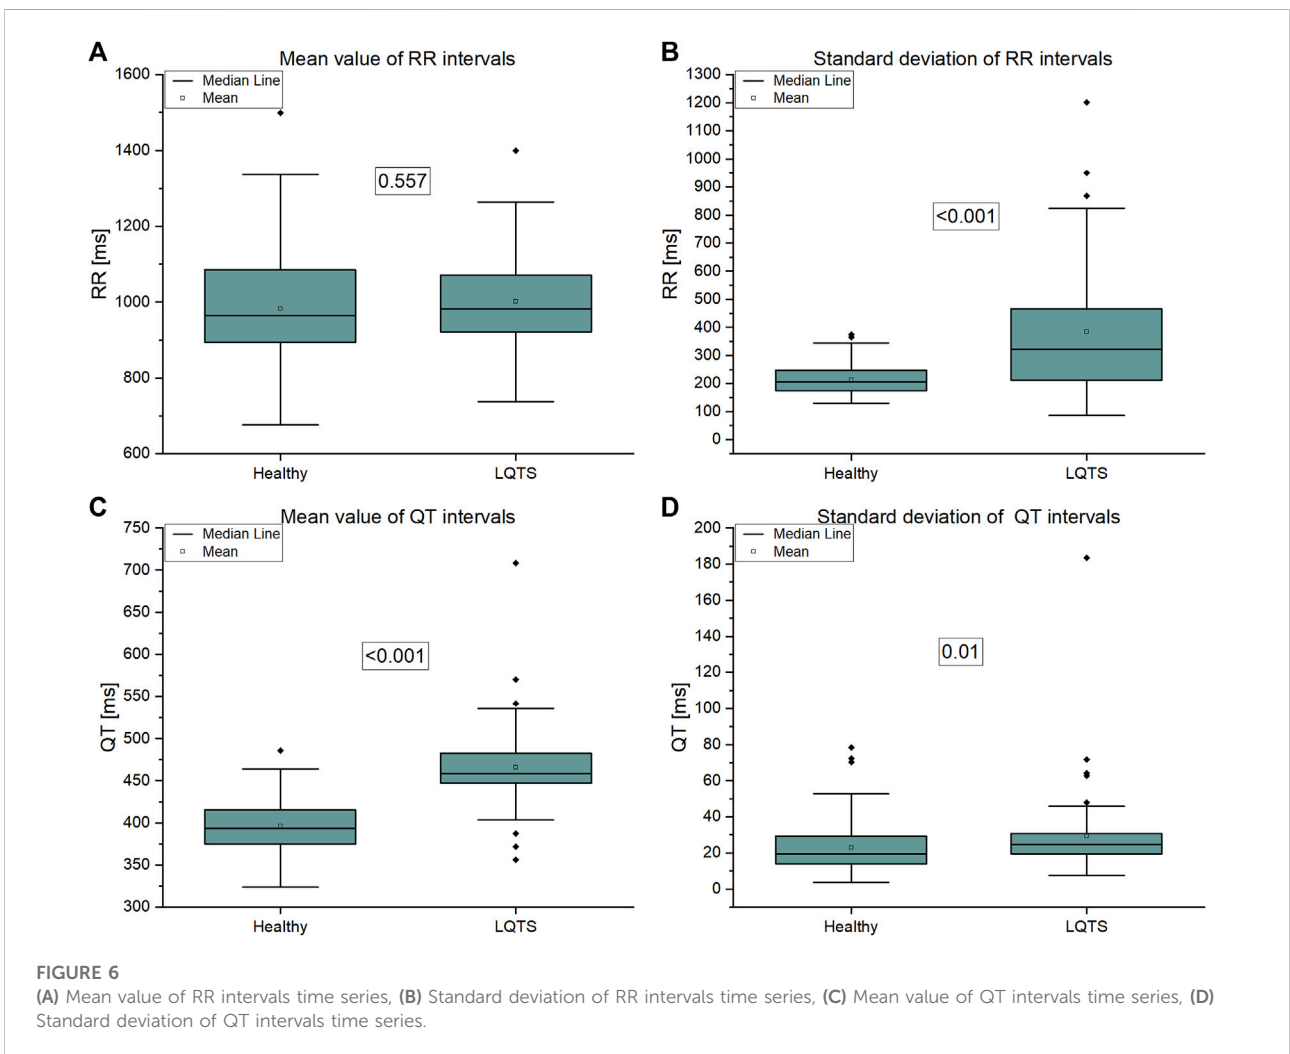 A
Mean value of RR intervals
1600
1400
1200
1000
800
600
RR [ms]
Median Line
Mean
0.557
Healthy
LQTS
B
Standard deviation of RR intervals
1300
1200
1100
1000
900
800
700
600
500
400
300
200
100
0
RR [ms]
Median Line
Mean
<0.001
Healthy
LQTS
C
Mean value of QT intervals
750
700
650
600
550
500
450
400
350
300
QT [ms]
Median Line
Mean
<0.001
Healthy
LQTS
D
Standard deviation of QT intervals
200
180
160
140
120
100
80
60
40
20
0
QT [ms]
Median Line
Mean
0.01
Healthy
LQTS
FIGURE 6
(A) Mean value of RR intervals time series, (B) Standard deviation of RR intervals time series, (C) Mean value of QT intervals time series, (D)
Standard deviation of QT intervals time series.